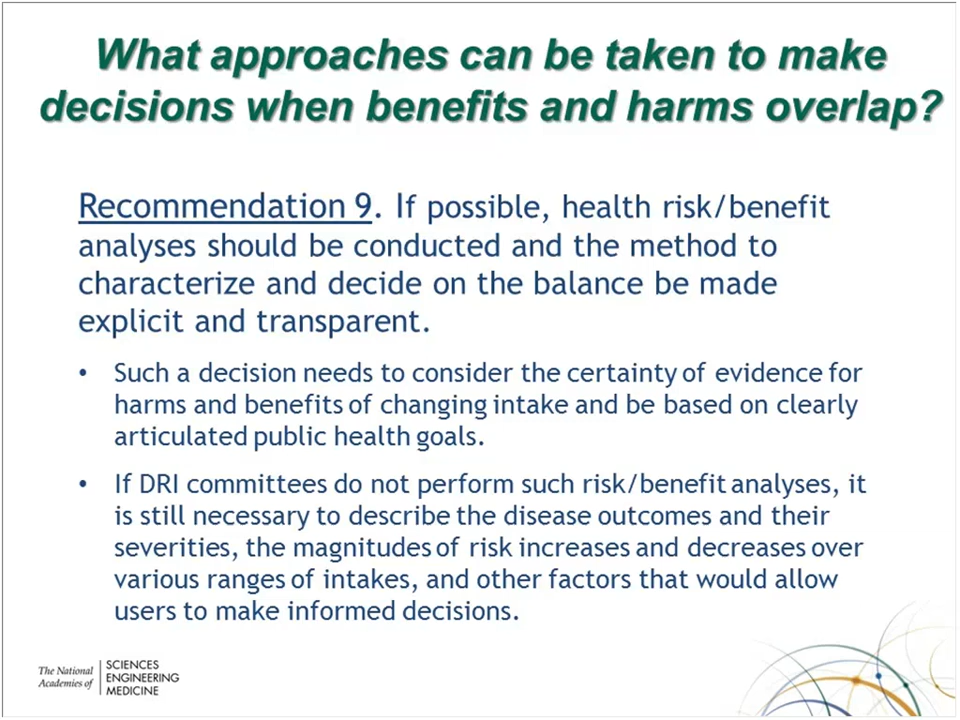 What approaches can be taken to make
decisions when benefits and harms overlap?
Recommendation 9. If possible, health risk/benefit
analyses should be conducted and the method to
characterize and decide on the balance be made
explicit and transparent.
• Such a decision needs to consider the certainty of evidence for
harms and benefits of changing intake and be based on clearly
articulated public health goals.
• If DRI committees do not perform such risk/benefit analyses, it
is still necessary to describe the disease outcomes and their
severities, the magnitudes of risk increases and decreases over
various ranges of intakes, and other factors that would allow
users to make informed decisions.
The National
Academies of
SCIENCES
ENGINEERING
MEDICINE